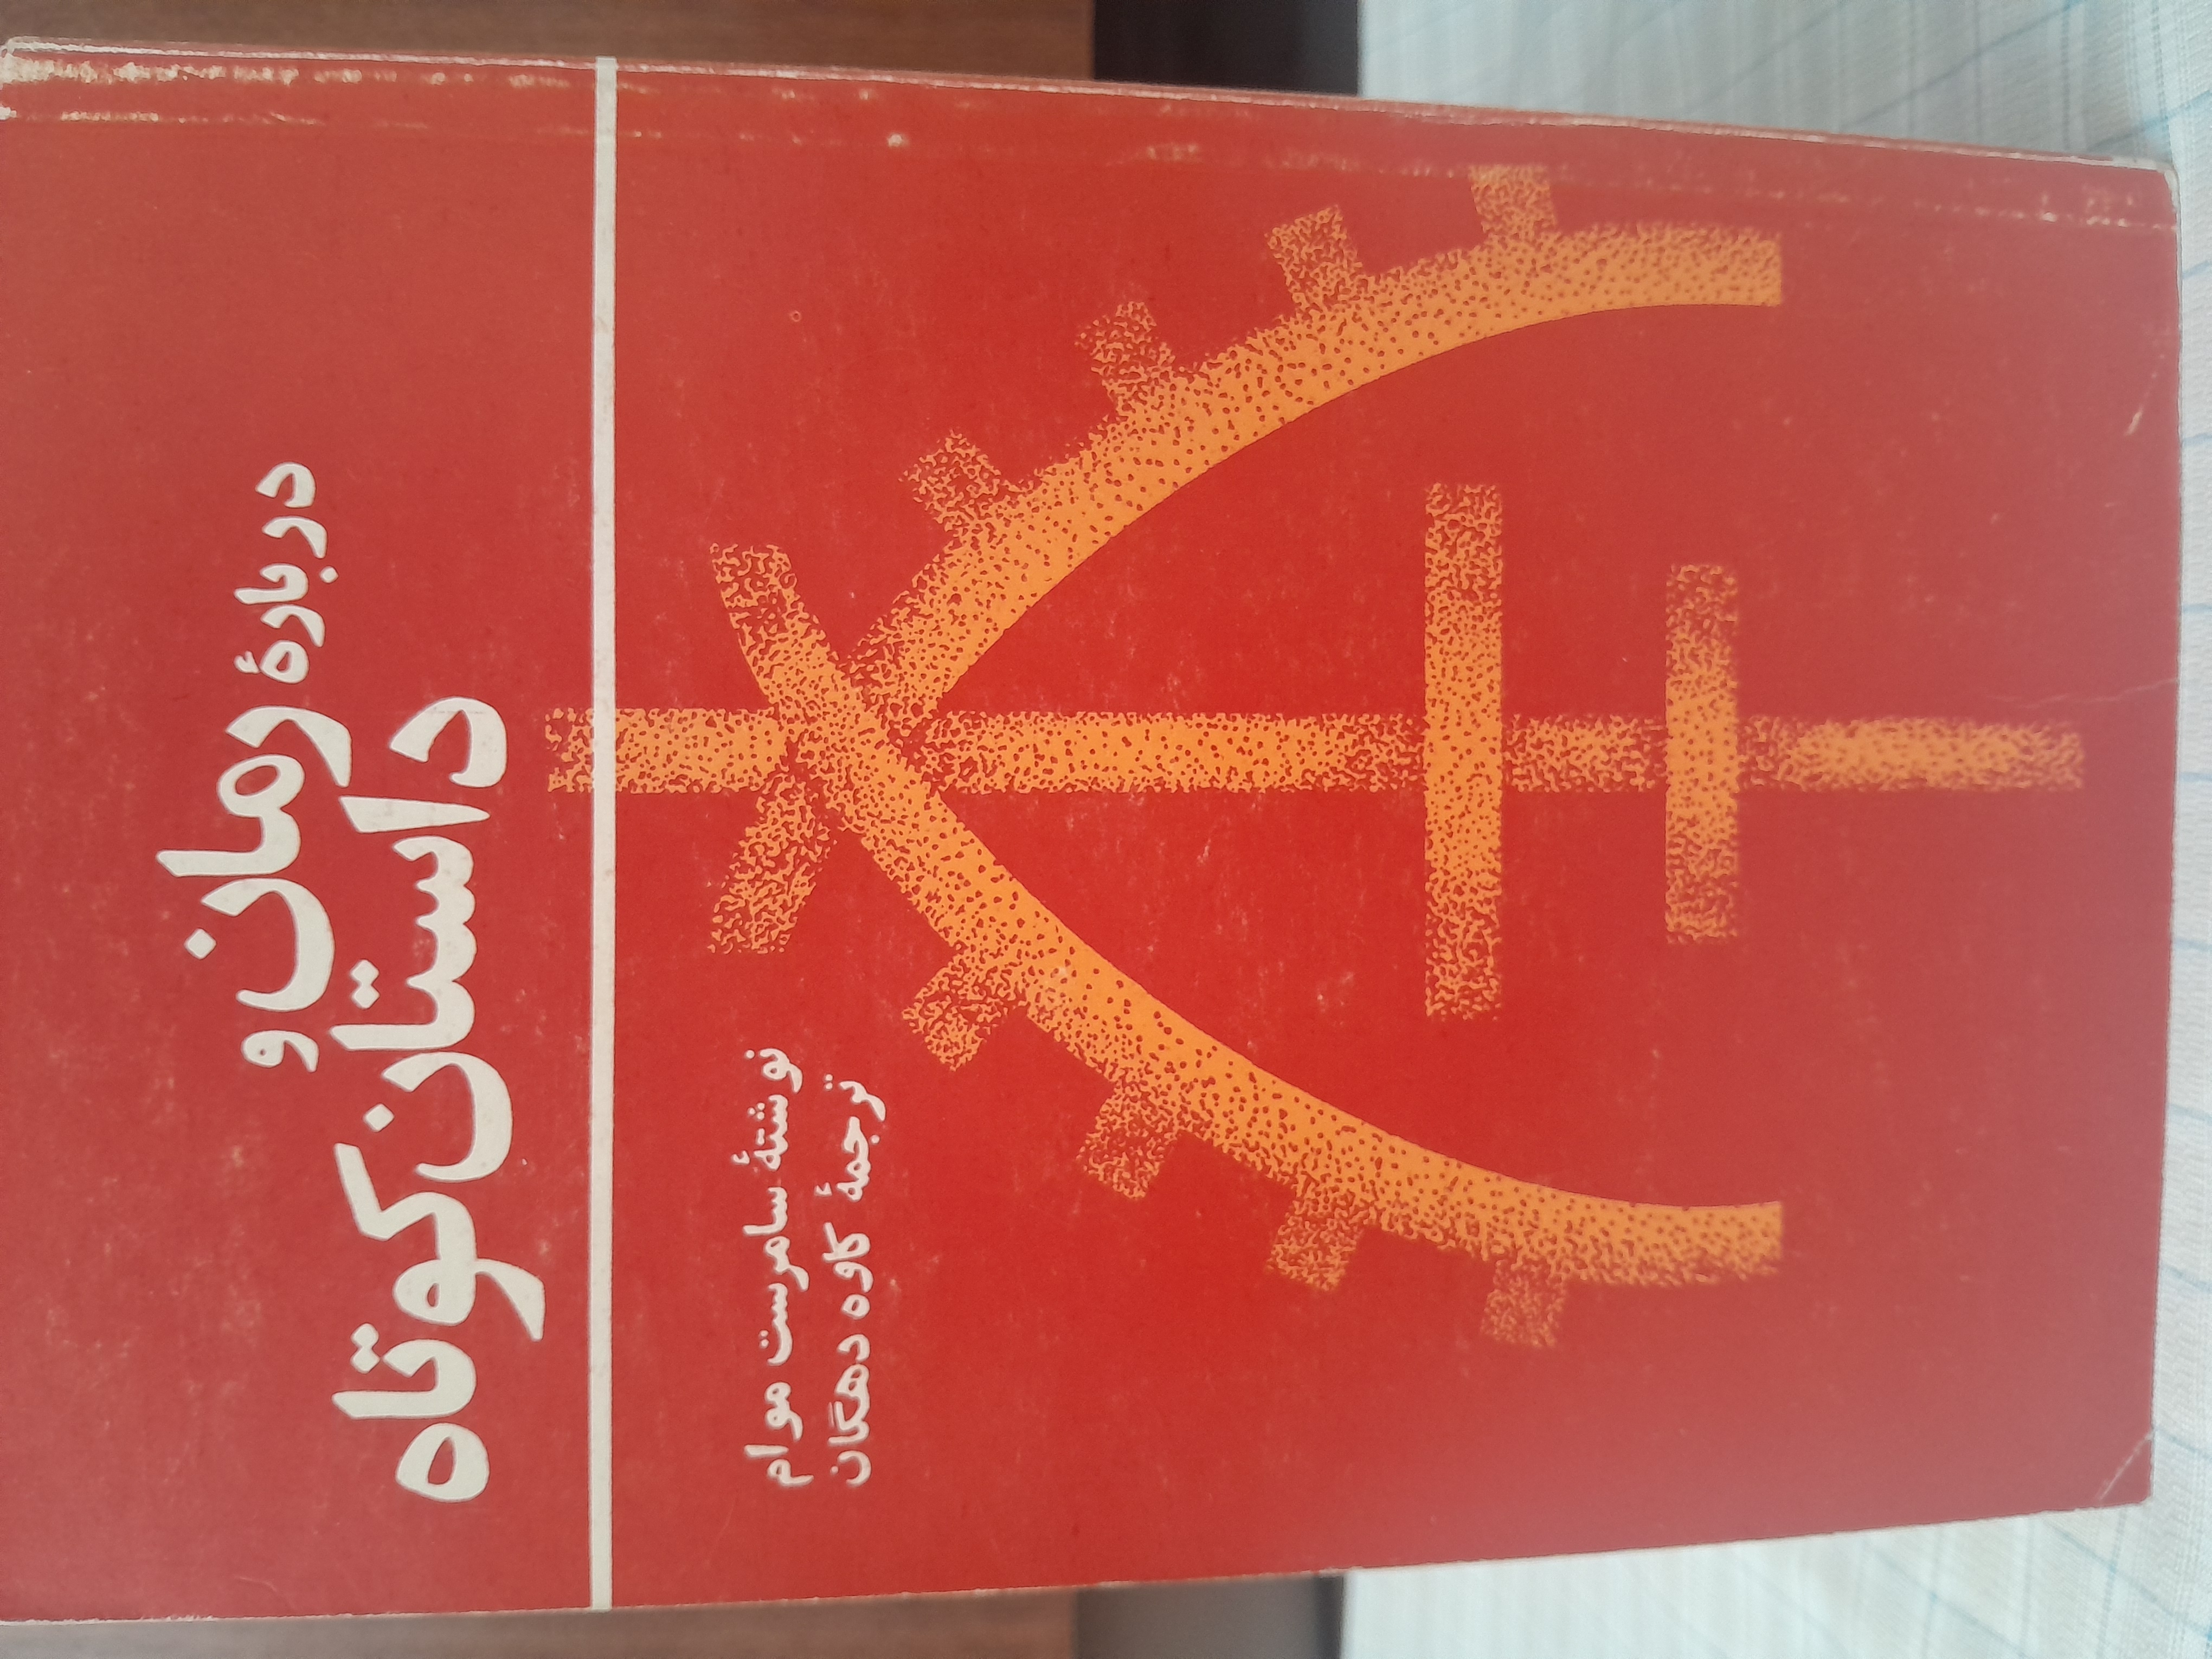 دربارهٔ رمان و
داستان کوتاه
نوشتهٔ سامرست موام
ترجمهٔ کاوه دهگان